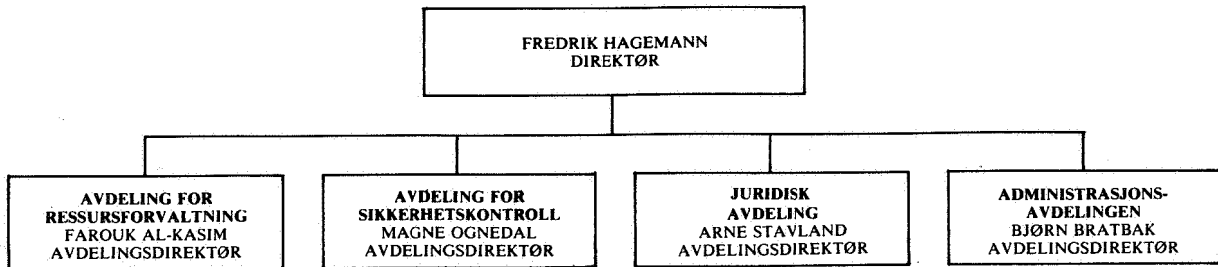 FREDRIK HAGEMANN
DIREKTØR
AVDELING FOR
RESSURSFORVALTNING
FAROUK AL-KASIM
AVDELINGSDIREKTØR
AVDELING FOR
SIKKERHETSKONTROLL
MAGNE OGNEDAL
AVDELINGSDIREKTØR
JURIDISK
AVDELING
ARNE STAVLAND
AVDELINGSDIREKTØR
ADMINISTRASJONS-
AVDELINGEN
BJØRN BRATBAK
AVDELINGSDIREKTØR